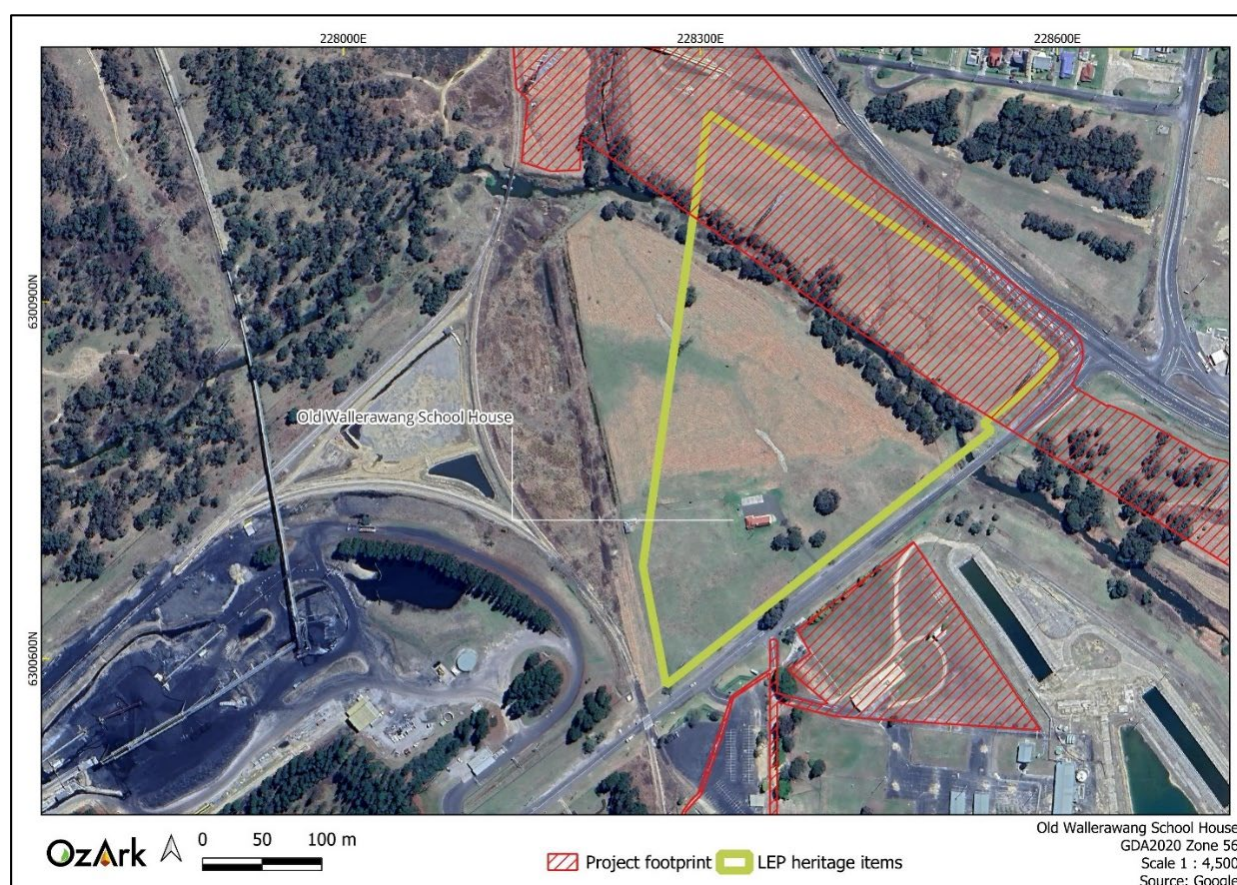 228000E
228300E
228600E
6300900N
6300600N
Old Wallerawang School House
OzArk
0 50 100 m
Project footprint
LEP heritage items
Old Wallerawang School House
GDA2020 Zone 56
Scale 1 : 4,500
Source: Google